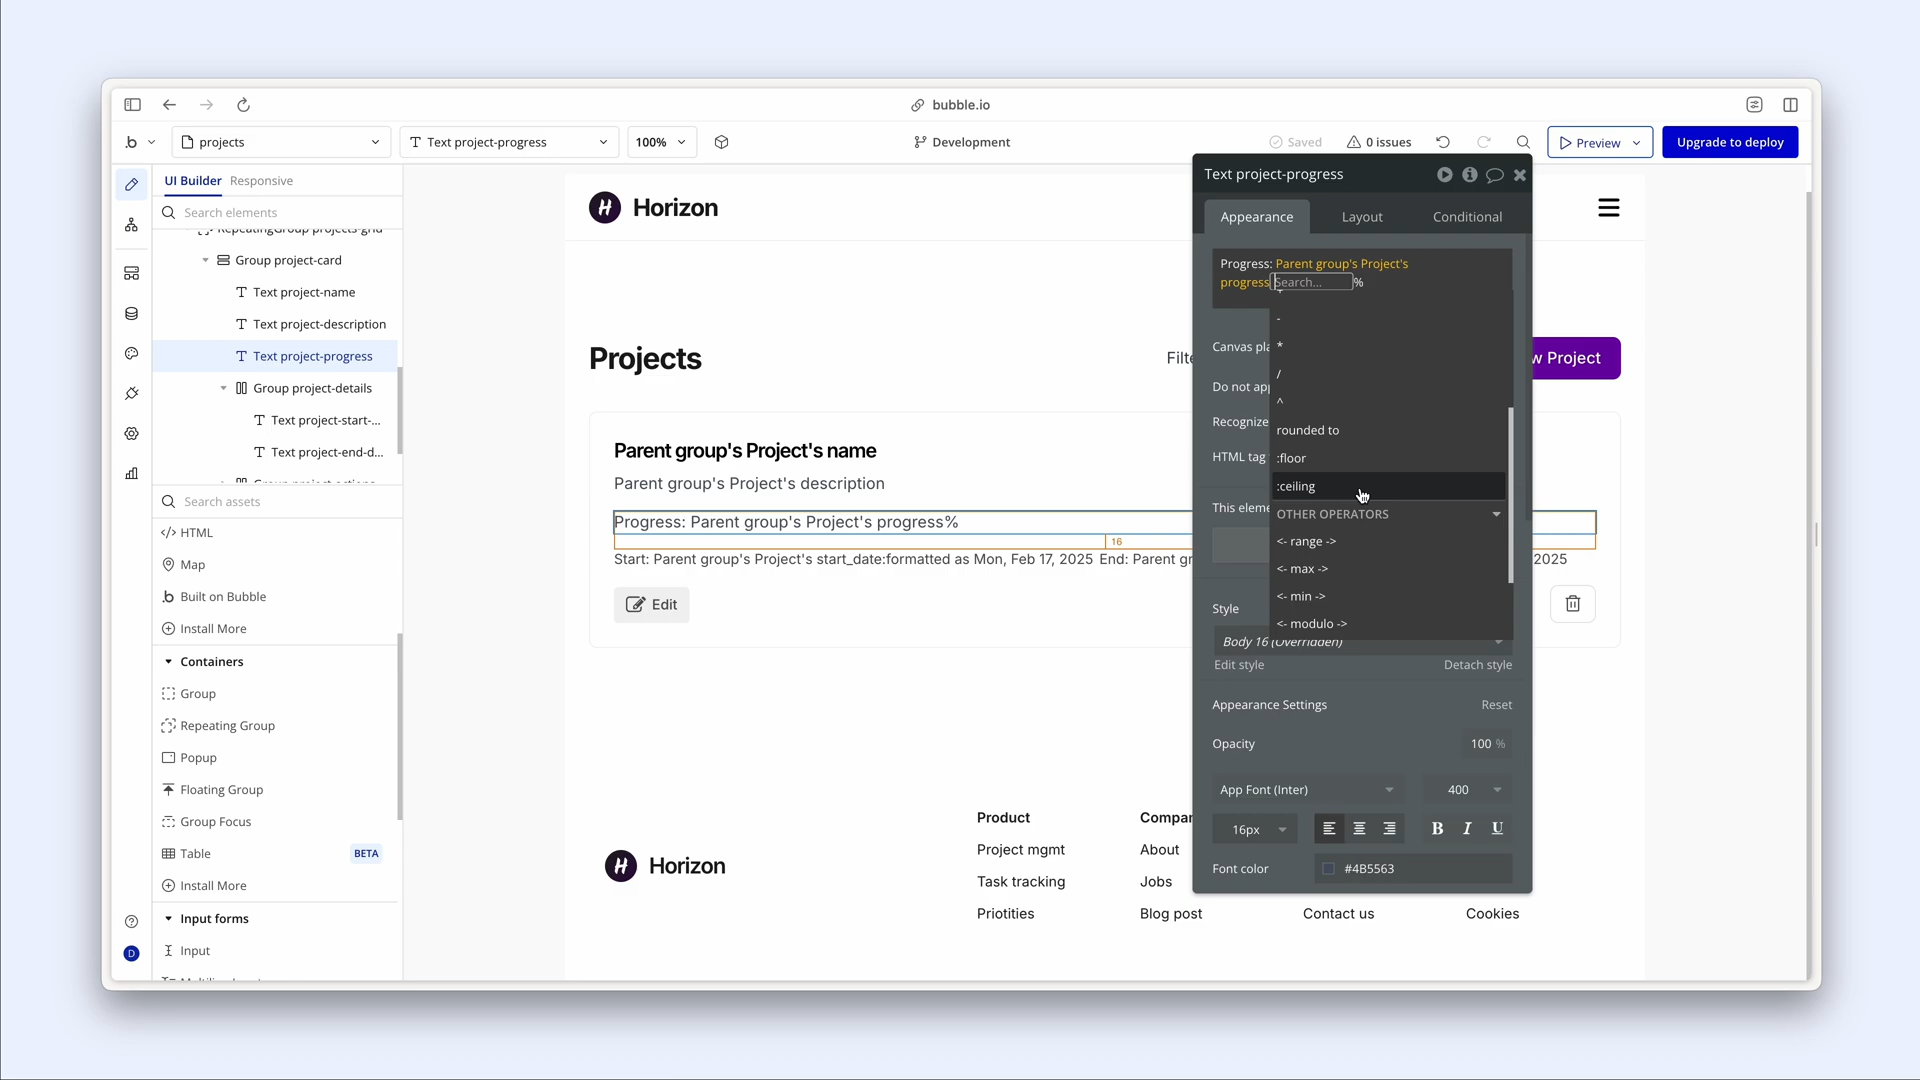 bubble.io
b
projects
Text project-progress
100%
Development
Saved
0 issues
Preview
Upgrade to deploy
UI Builder
Responsive
Search elements
RepeatingGroup projects-grid
Group project-card
Text project-name
Text project-description
Text project-progress
Group project-details
Text project-start-...
Text project-end-d...
Search assets
HTML
Map
Built on Bubble
Install More
Containers
Group
Repeating Group
Popup
Floating Group
Group Focus
Table
BETA
Install More
Input forms
Input
D
Horizon
Projects
Filte
w Project
Parent group's Project's name
Parent group's Project's description
Progress: Parent group's Project's progress%
16
Start: Parent group's Project's start_date:formatted as Mon, Feb 17, 2025 End: Parent gr
2025
Edit
Horizon
Product
Project mgmt
Task tracking
Priotities
Compar
About
Jobs
Blog post
Contact us
Cookies
Text project-progress
Appearance
Layout
Conditional
Progress: Parent group's Project's
progress Search... %
-
*
/
^
rounded to
:floor
:ceiling
OTHER OPERATORS
<- range ->
<- max ->
<- min ->
<- modulo ->
Canvas pla
Do not app
Recognize
HTML tag
This eleme
Style
Body 16 (Overridden)
Edit style
Detach style
Appearance Settings
Reset
Opacity
100 %
App Font (Inter)
400
16px
B I U
Font color
#4B5563